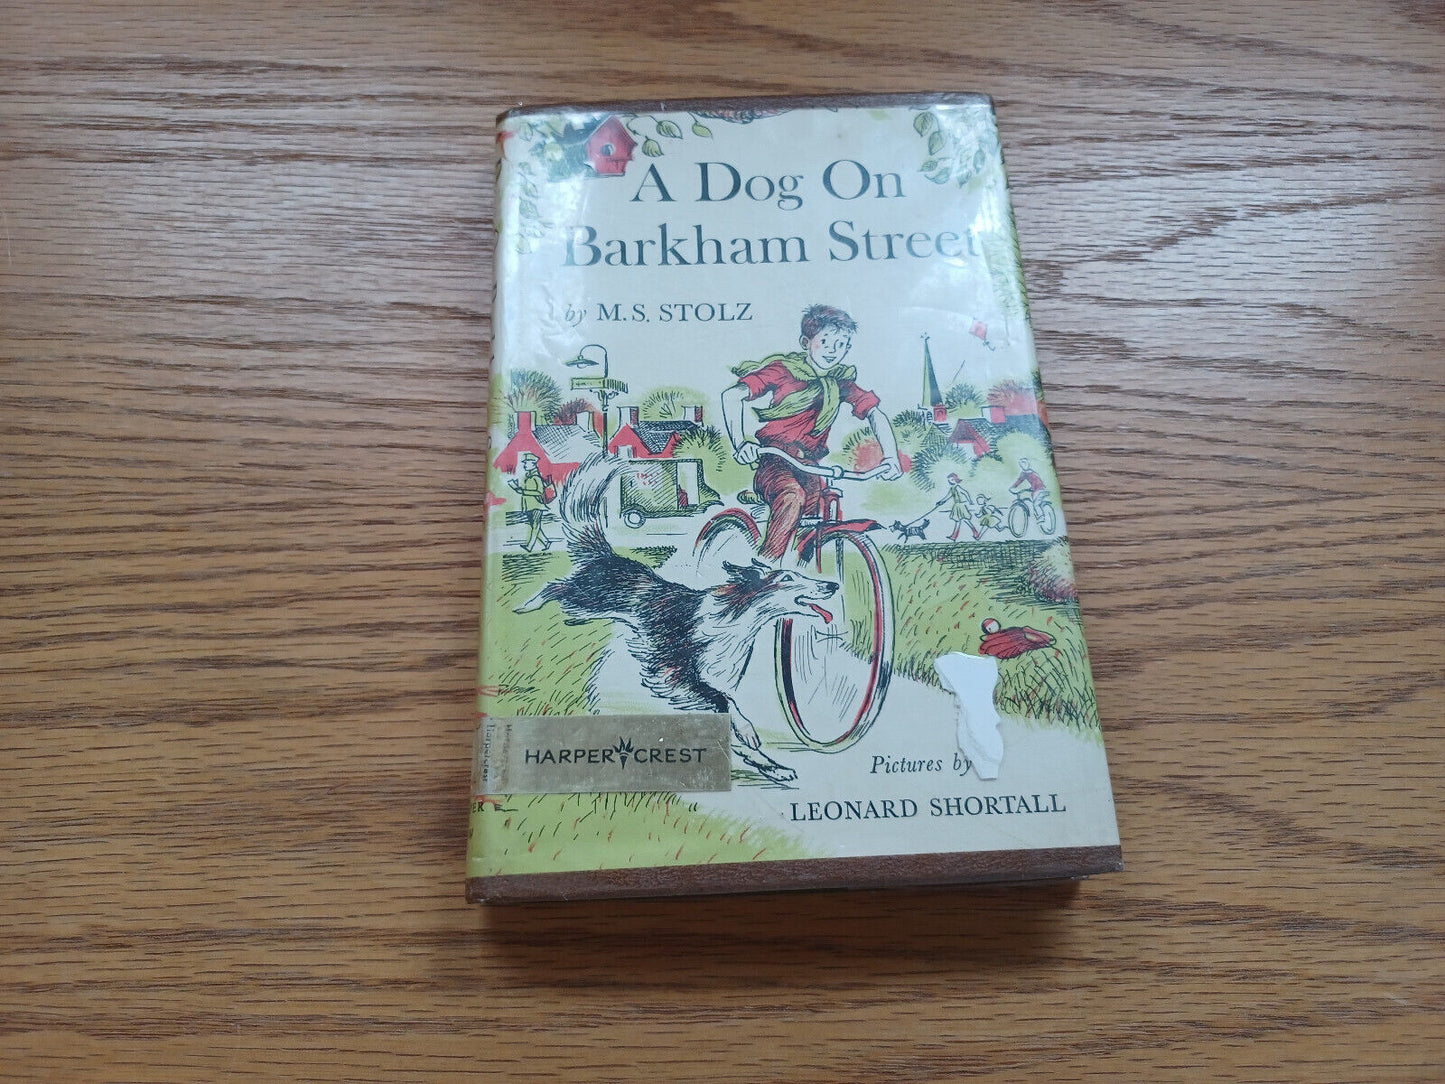 A Dog On
Barkham Street
by M. S. STOLZ
HARPER CREST
Pictures by
LEONARD SHORTALL